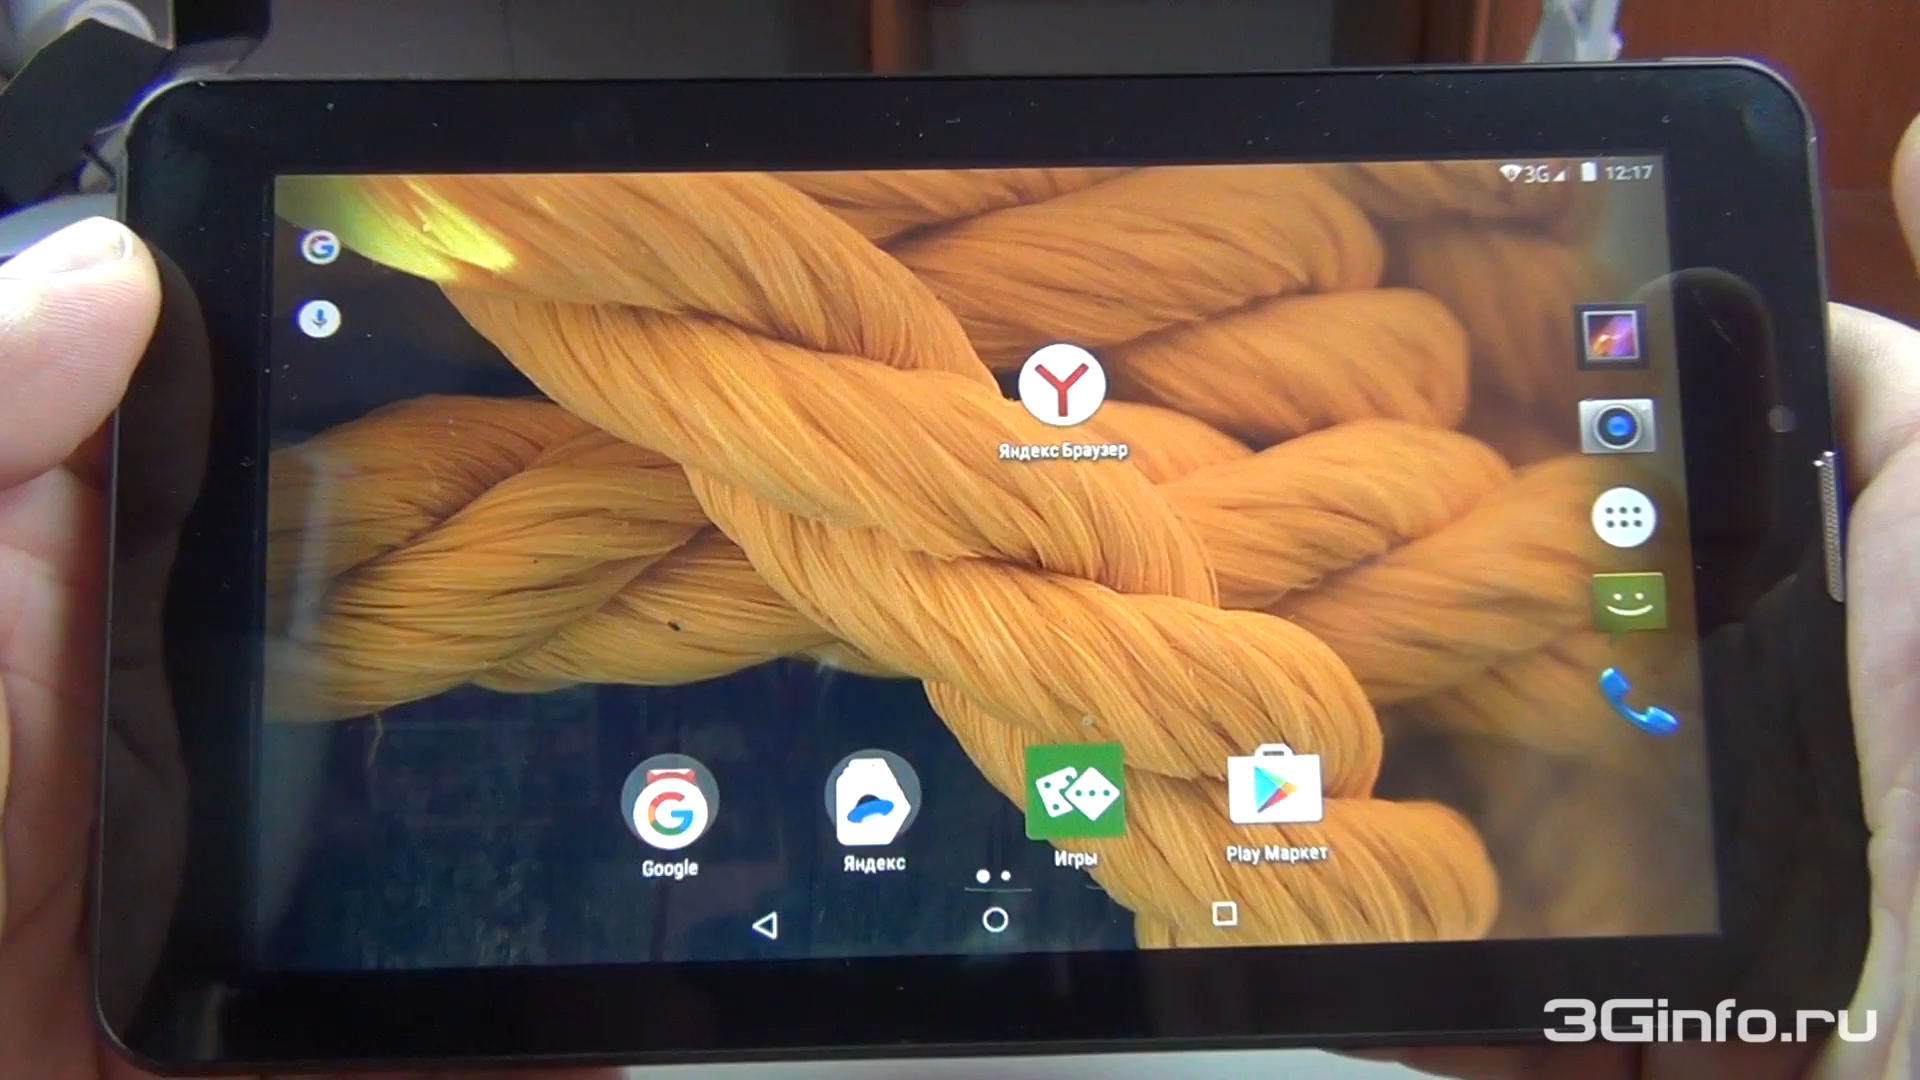 3G 12:17
Яндекс Браузер
Google
Яндекс
Игры
Play Маркет
3Ginfo.ru